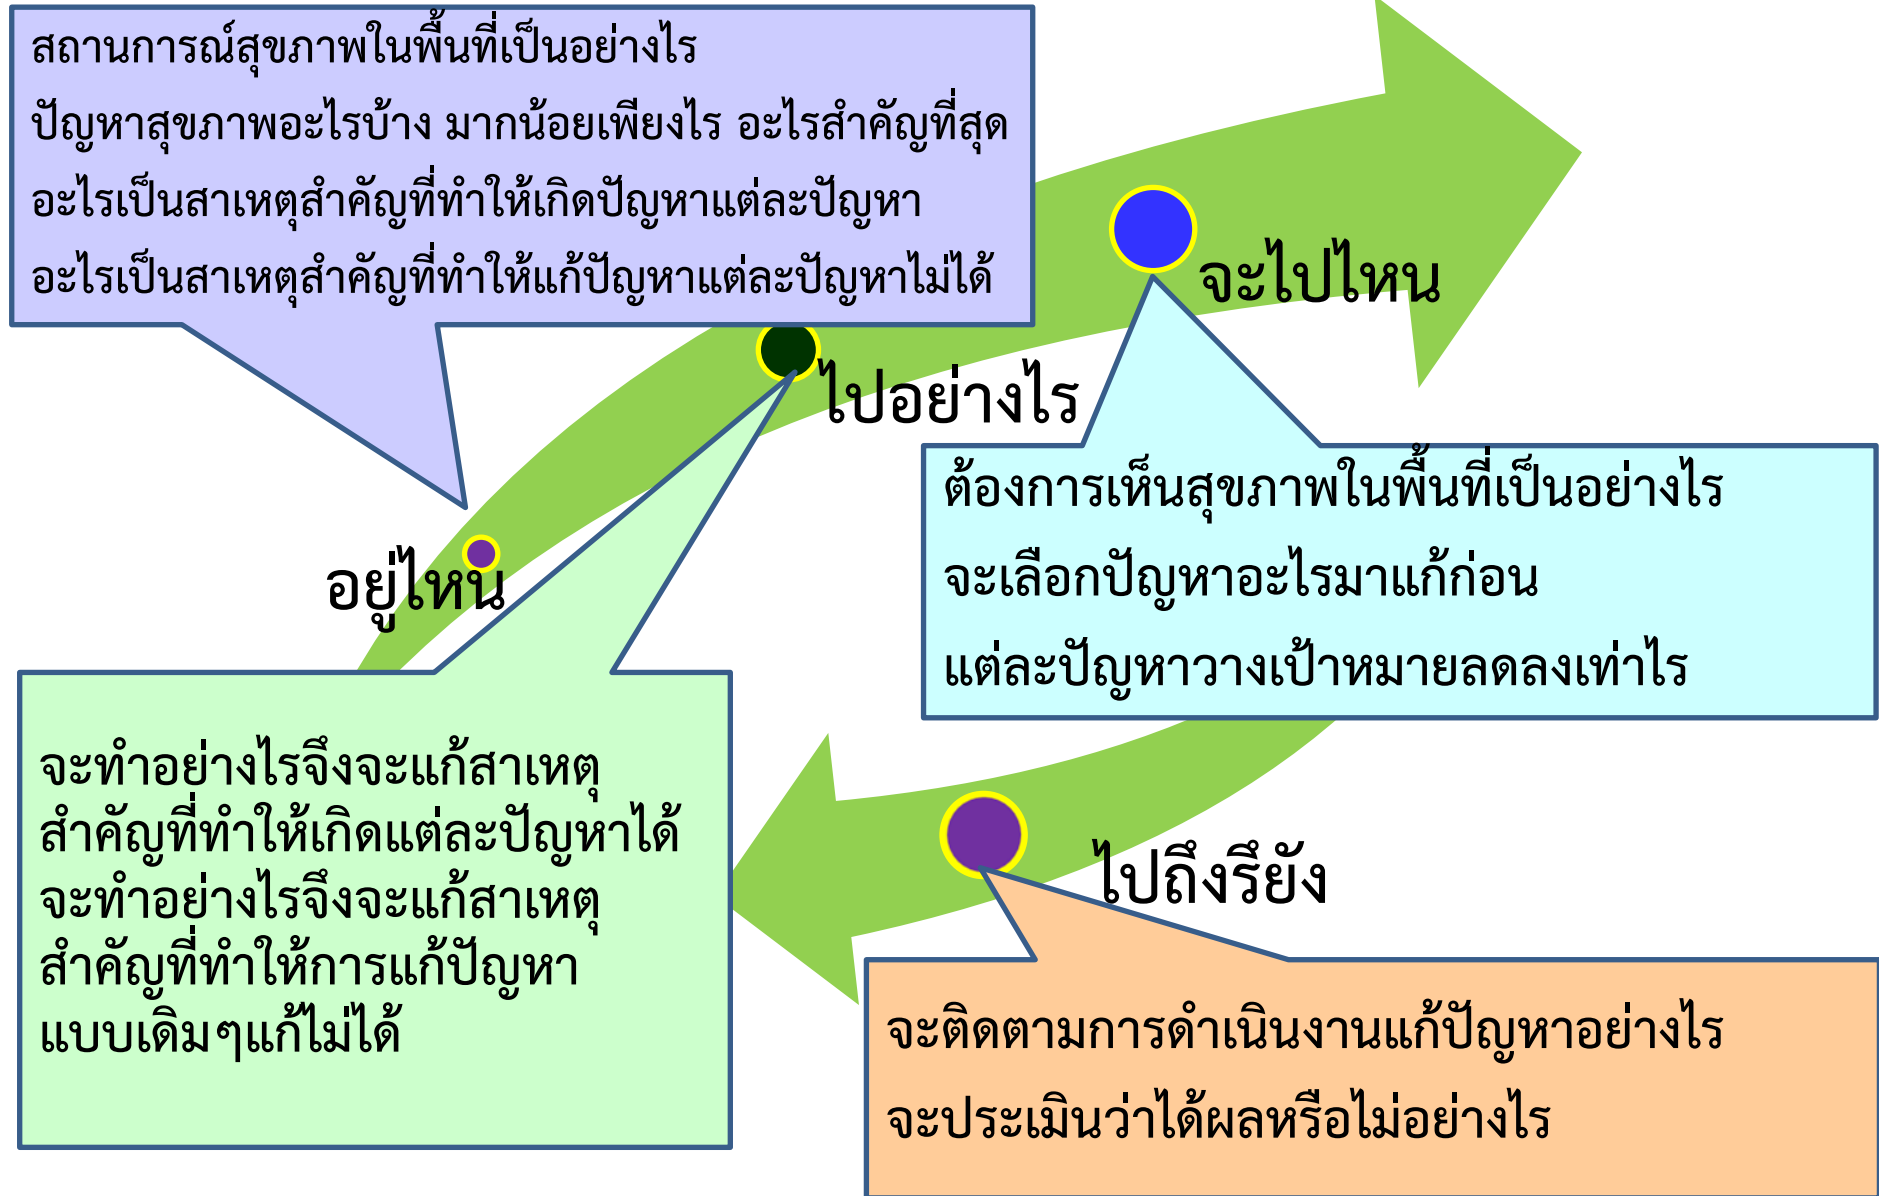 สถานการณ์สุขภาพในพื้นที่เป็นอย่างไร
ปัญหาสุขภาพอะไรบ้าง มากน้อยเพียงไร อะไรสำคัญที่สุด
อะไรเป็นสาเหตุสำคัญที่ทำให้เกิดปัญหาแต่ละปัญหา
อะไรเป็นสาเหตุสำคัญที่ทำให้แก้ปัญหาแต่ละปัญหาไม่ได้
จะไปไหน
ไปอย่างไร
อยู่ไหน
ต้องการเห็นสุขภาพในพื้นที่เป็นอย่างไร
จะเลือกปัญหาอะไรมาแก้ก่อน
แต่ละปัญหาวางเป้าหมายลดลงเท่าไร
จะทำอย่างไรจึงจะแก้สาเหตุ
สำคัญที่ทำให้เกิดแต่ละปัญหาได้
จะทำอย่างไรจึงจะแก้สาเหตุ
สำคัญที่ทำให้การแก้ปัญหา
แบบเดิมๆแก้ไม่ได้
ไปถึงรึยัง
จะติดตามการดำเนินงานแก้ปัญหาอย่างไร
จะประเมินว่าได้ผลหรือไม่อย่างไร